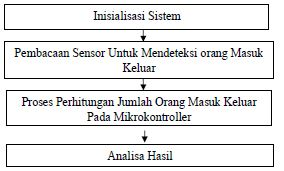 Inisialisasi Sistem
Pembacaan Sensor Untuk Mendeteksi orang Masuk
Keluar
Proses Perhitungan Jumlah Orang Masuk Keluar
Pada Mikrokontroller
Analisa Hasil